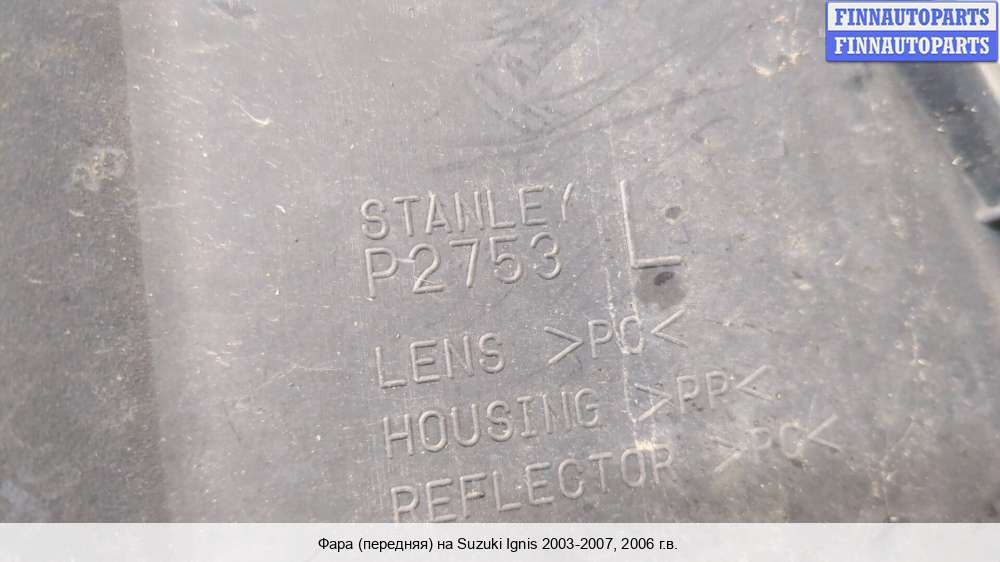 FINNAUTOPARTS
FINNAUTOPARTS
STANLEY L
P2753
LENS >PC<
HOUSING >PP<
REFLECTOR >PC<
Фара (передняя) на Suzuki Ignis 2003-2007, 2006 г.в.